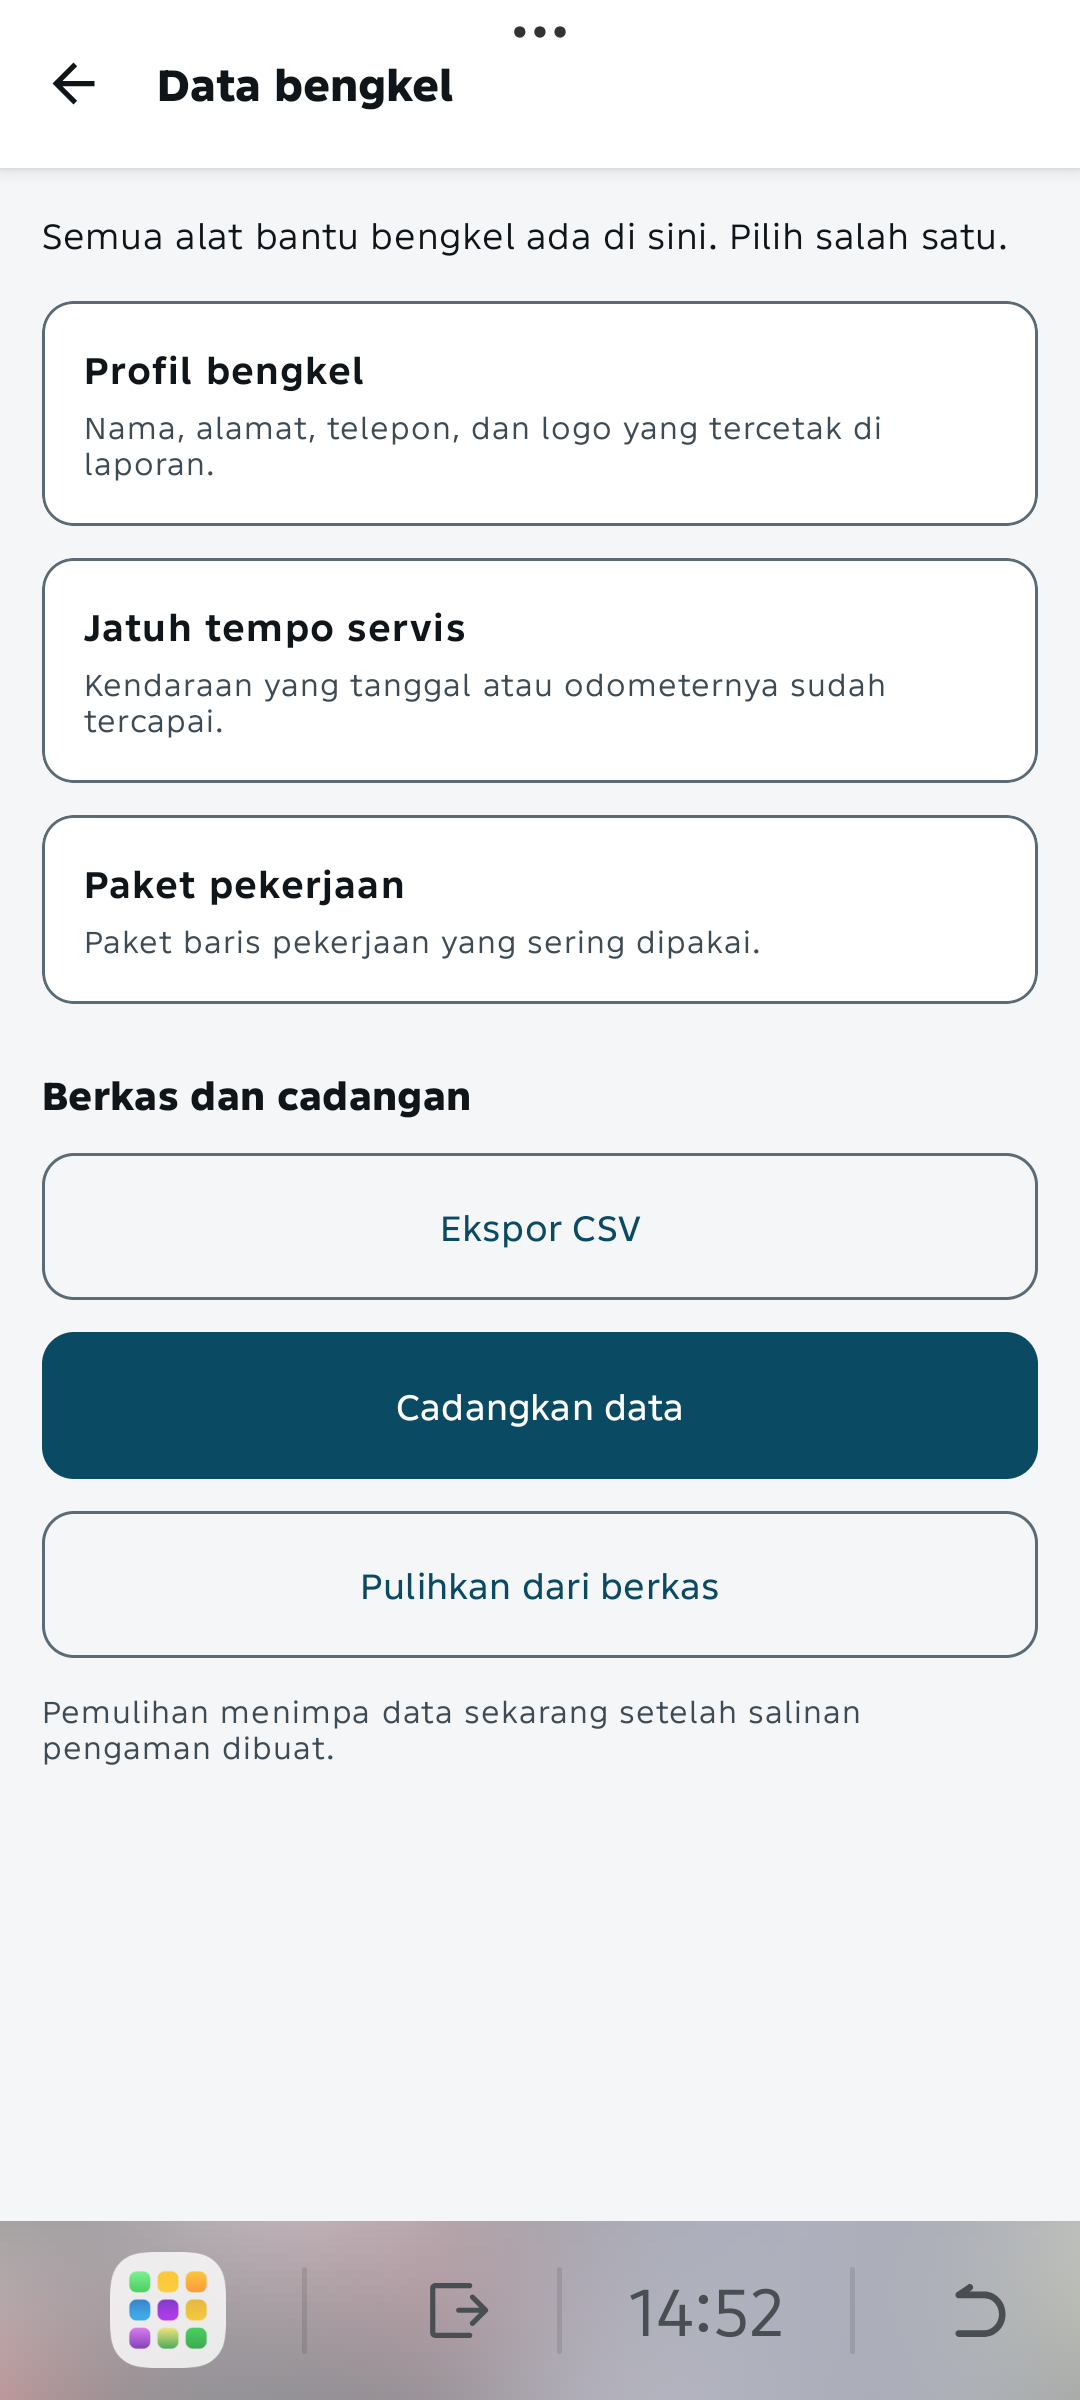 Data bengkel
Semua alat bantu bengkel ada di sini. Pilih salah satu.
Profil bengkel
Nama, alamat, telepon, dan logo yang tercetak di
laporan.
Jatuh tempo servis
Kendaraan yang tanggal atau odometernya sudah
tercapai.
Paket pekerjaan
Paket baris pekerjaan yang sering dipakai.
Berkas dan cadangan
Ekspor CSV
Cadangkan data
Pulihkan dari berkas
Pemulihan menimpa data sekarang setelah salinan
pengaman dibuat.
14:52